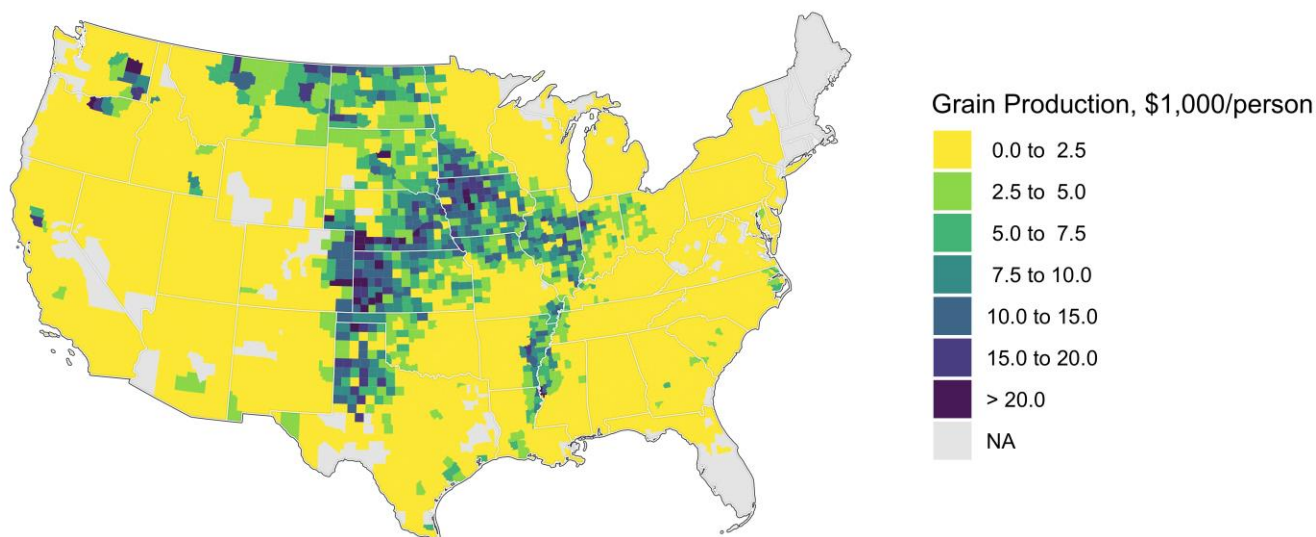 Grain Production, $1,000/person
0.0 to 2.5
2.5 to 5.0
5.0 to 7.5
7.5 to 10.0
10.0 to 15.0
15.0 to 20.0
> 20.0
NA